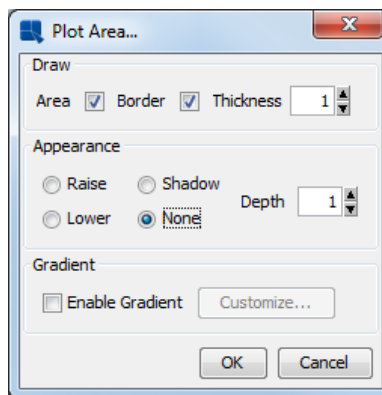 Plot Area...
Draw
Area Border Thickness 1
Appearance
Raise Shadow
Depth 1
Lower None
Gradient
Enable Gradient Customize...
OK Cancel